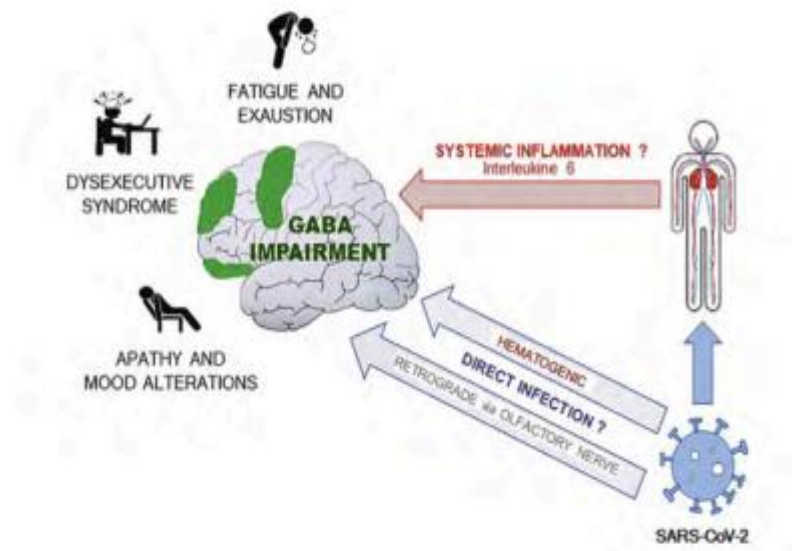 FATIGUE AND
EXAUSTION
SYSTEMIC INFLAMMATION ?
Interleukine 6
DYSEXECUTIVE
SYNDROME
GABA
IMPAIRMENT
APATHY AND
MOOD ALTERATIONS
HEMATOGENIC
DIRECT INFECTION ?
RETROGRADE via OLFACTORY NERVE
SARS-CoV-2